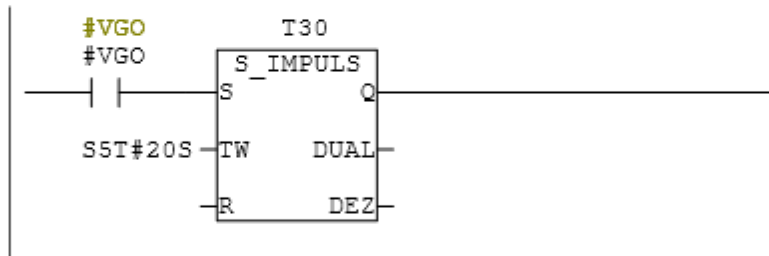 #VGO
T30
#VGO
S_IMPULS
S Q
S5T#20S TW DUAL
R DEZ